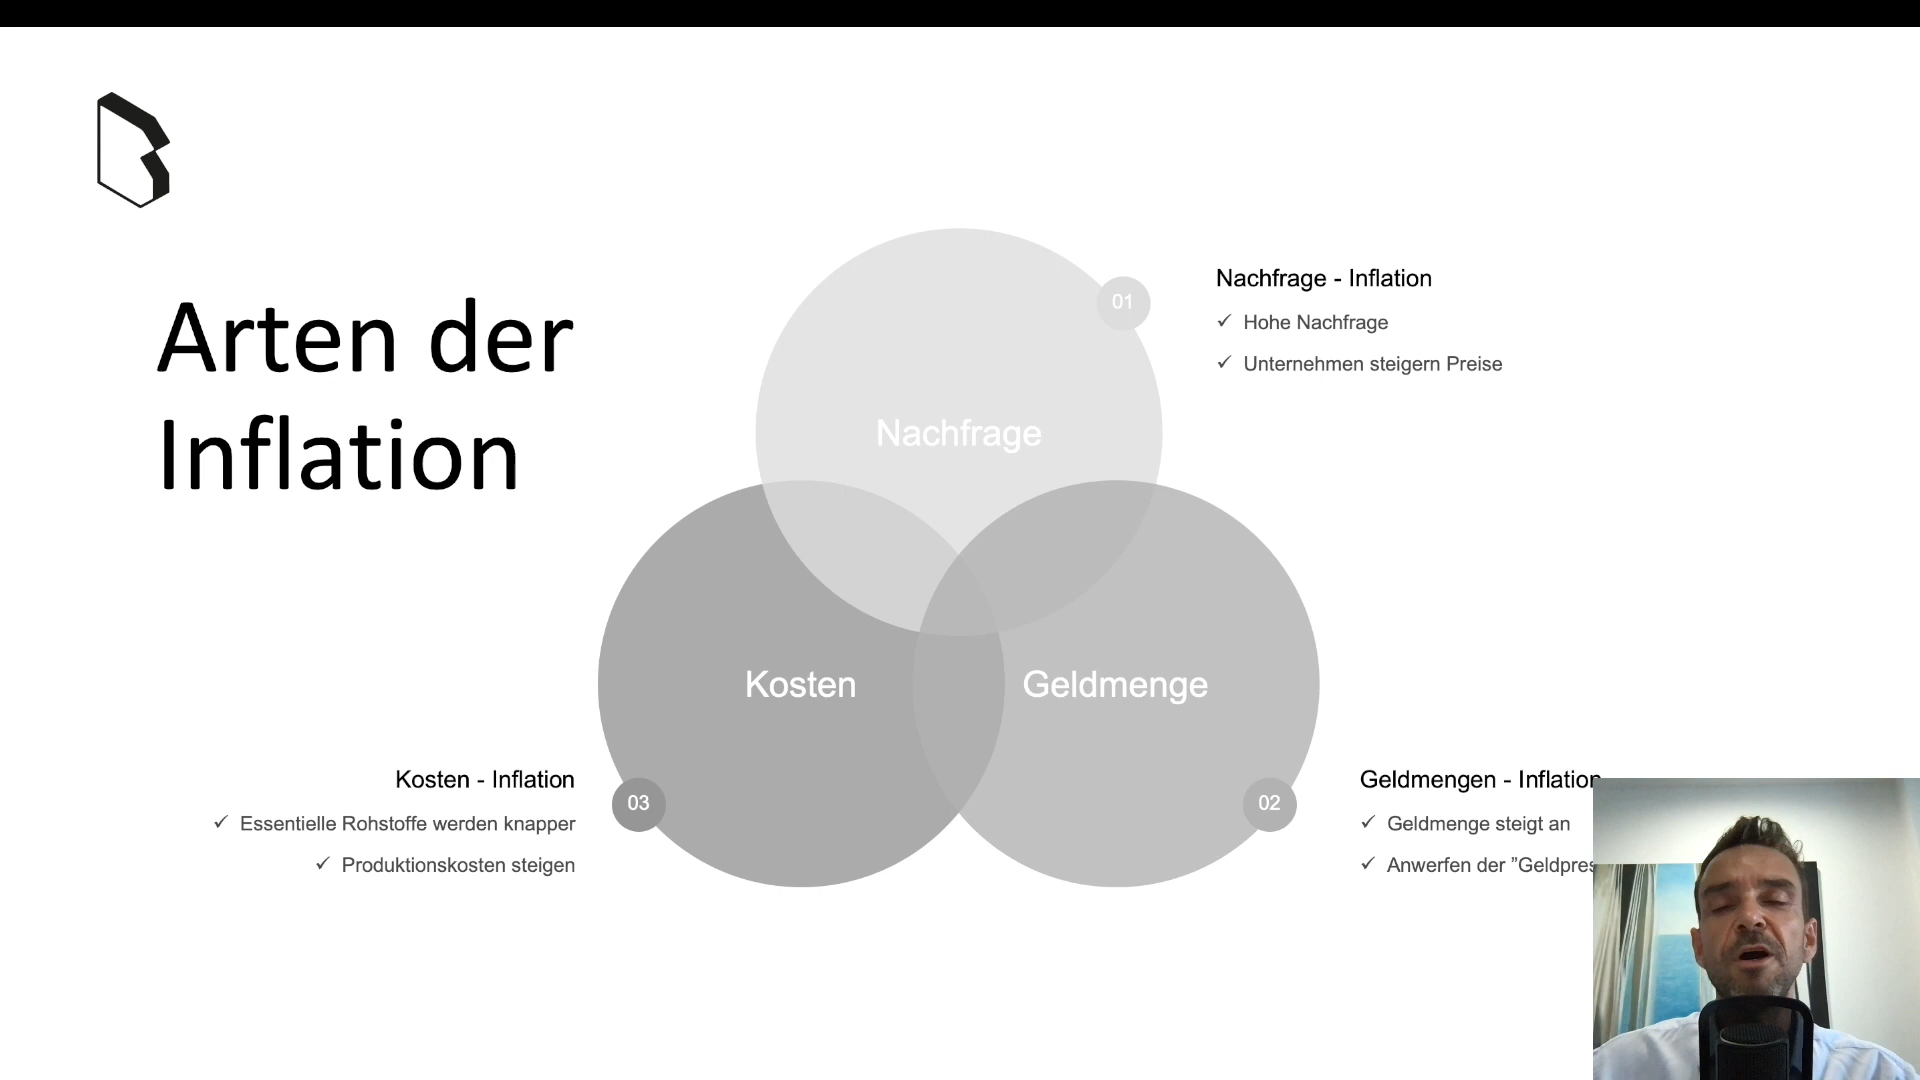 Arten der
Inflation
Nachfrage
01
Nachfrage - Inflation
✓ Hohe Nachfrage
✓ Unternehmen steigern Preise
Kosten
Geldmenge
Kosten - Inflation
03
✓ Essentielle Rohstoffe werden knapper
✓ Produktionskosten steigen
02
Geldmengen - Inflation
✓ Geldmenge steigt an
✓ Anwerfen der ”Geldpres